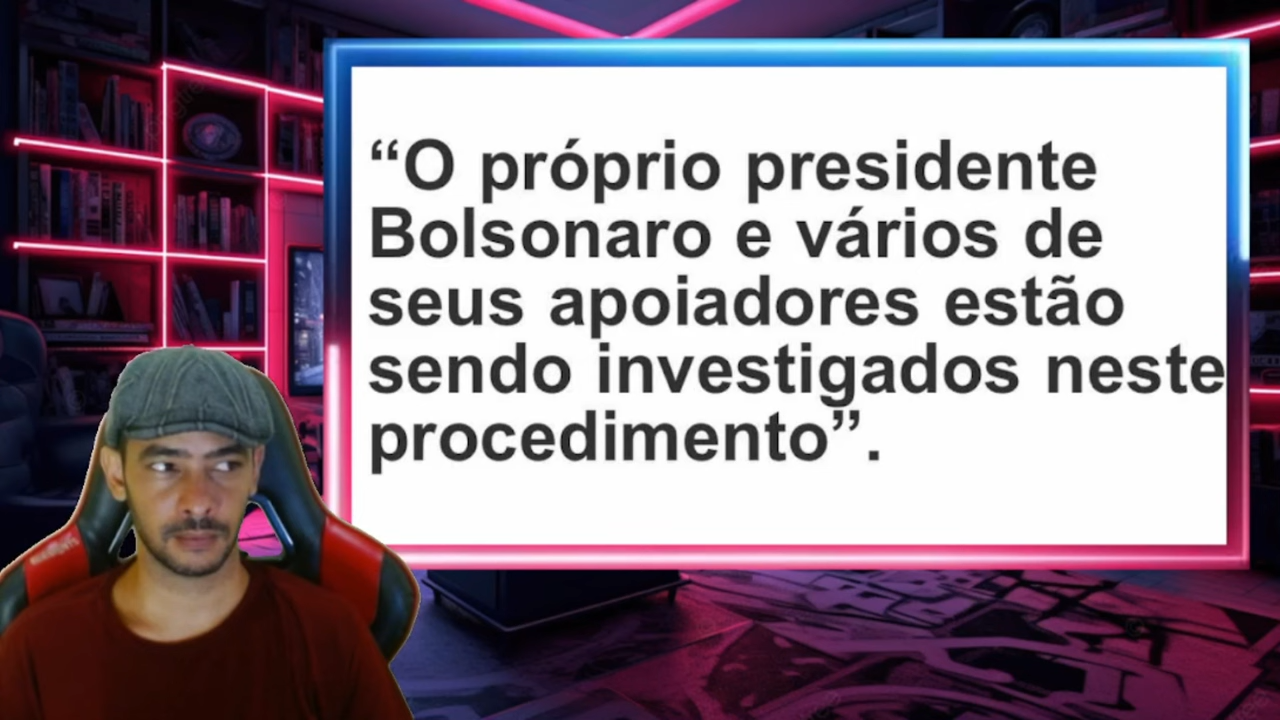 “O próprio presidente
Bolsonaro e vários de
seus apoiadores estão
sendo investigados neste
procedimento”.